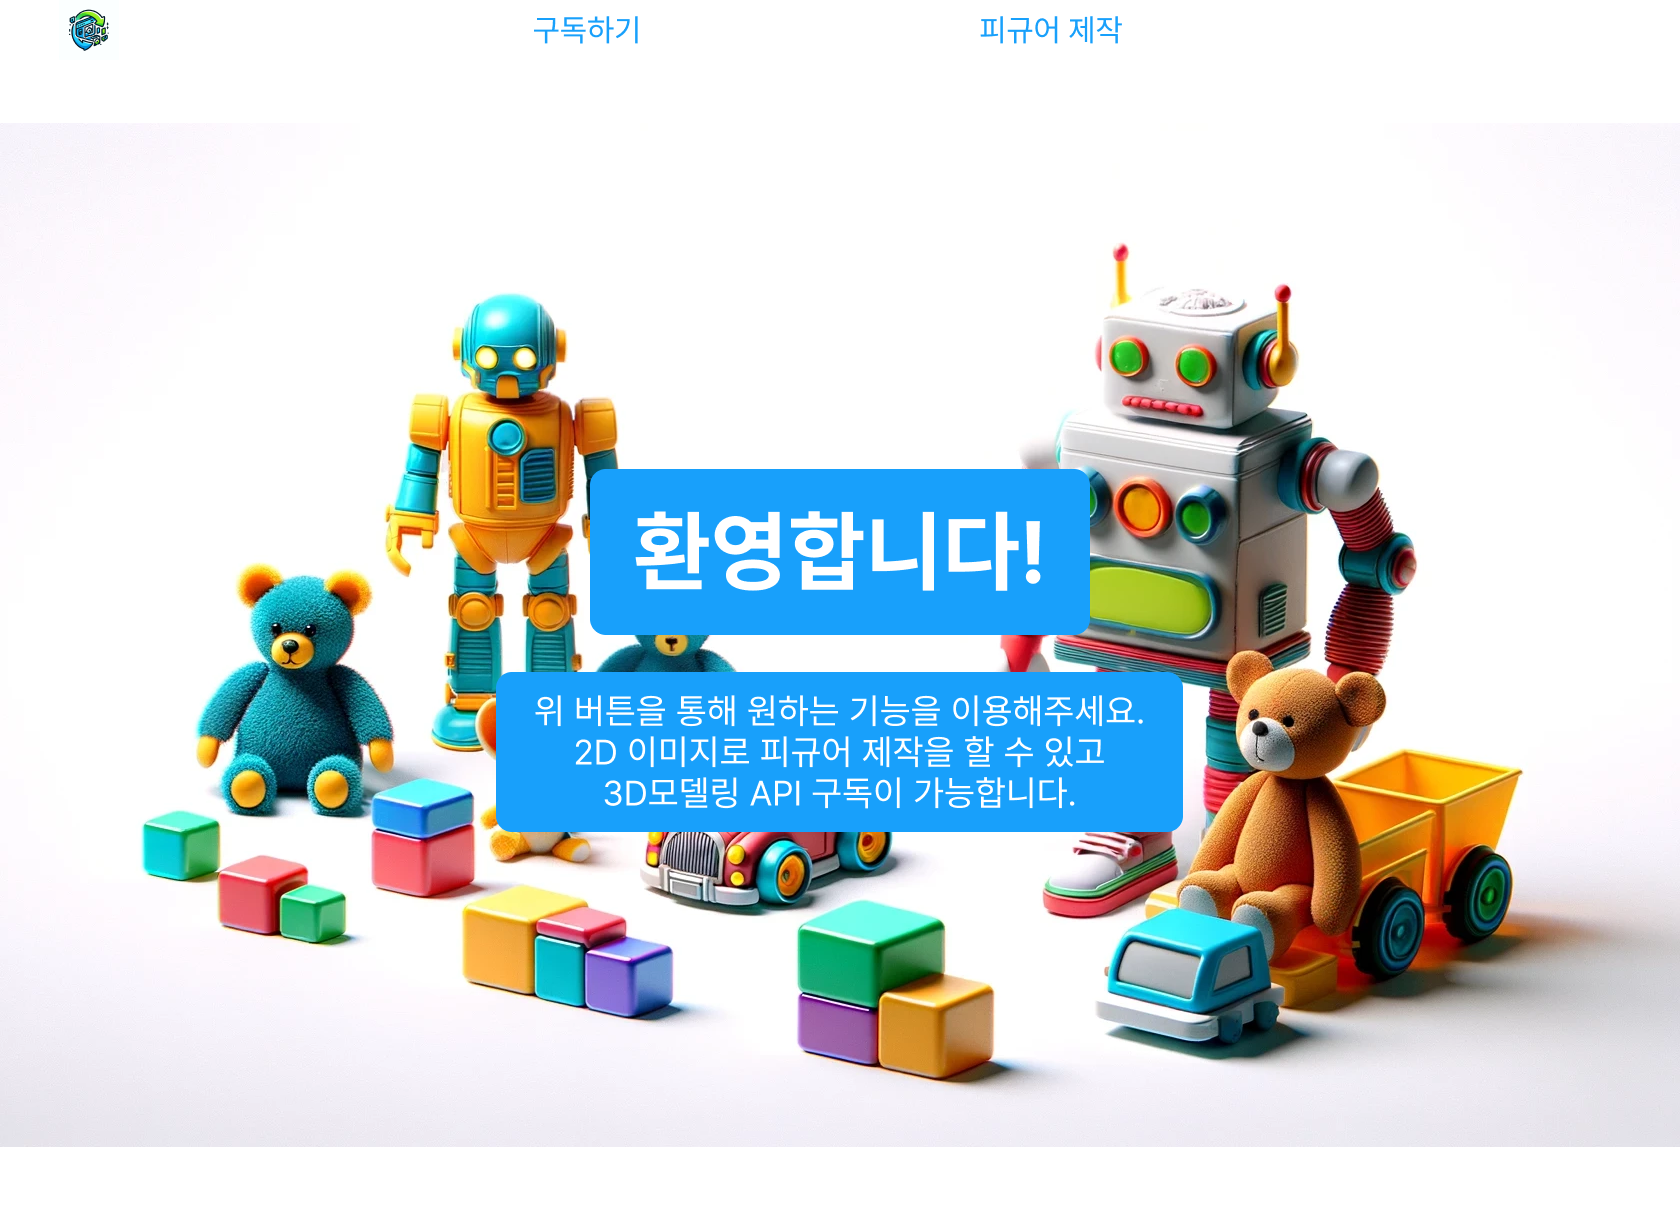 구독하기
피규어 제작
환영합니다!
위 버튼을 통해 원하는 기능을 이용해주세요.
2D 이미지로 피규어 제작을 할 수 있고
3D모델링 API 구독이 가능합니다.